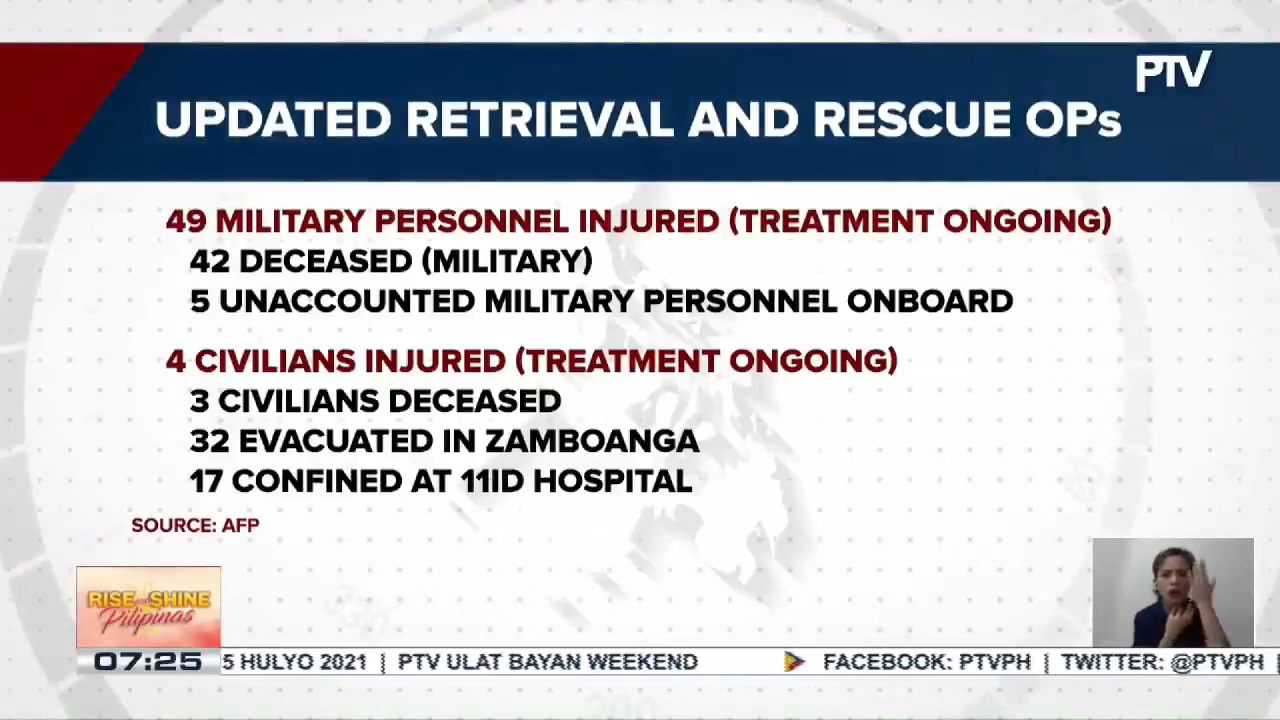 PTV
UPDATED RETRIEVAL AND RESCUE OPs
49 MILITARY PERSONNEL INJURED (TREATMENT ONGOING)
42 DECEASED (MILITARY)
5 UNACCOUNTED MILITARY PERSONNEL ONBOARD
4 CIVILIANS INJURED (TREATMENT ONGOING)
3 CIVILIANS DECEASED
32 EVACUATED IN ZAMBOANGA
17 CONFINED AT 11ID HOSPITAL
SOURCE: AFP
RISE and SHINE
Pilipinas
07:25 5 HULYO 2021 | PTV ULAT BAYAN WEEKEND FACEBOOK: PTVPH | TWITTER: @PTVPH |